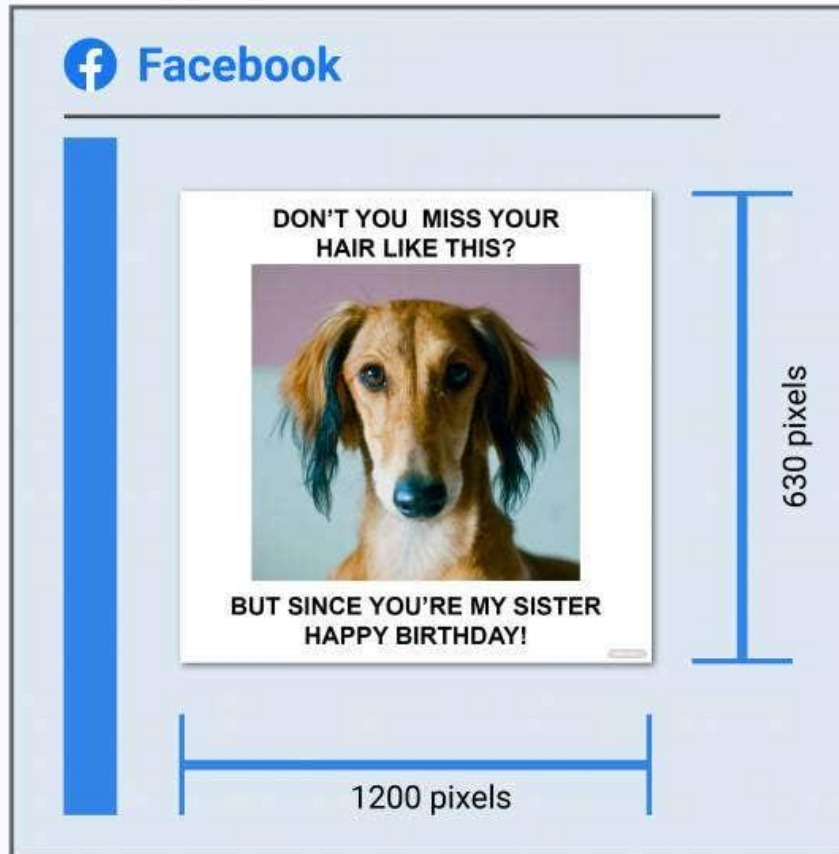 Facebook
DON'T YOU MISS YOUR
HAIR LIKE THIS?
BUT SINCE YOU'RE MY SISTER
HAPPY BIRTHDAY!
630 pixels
1200 pixels